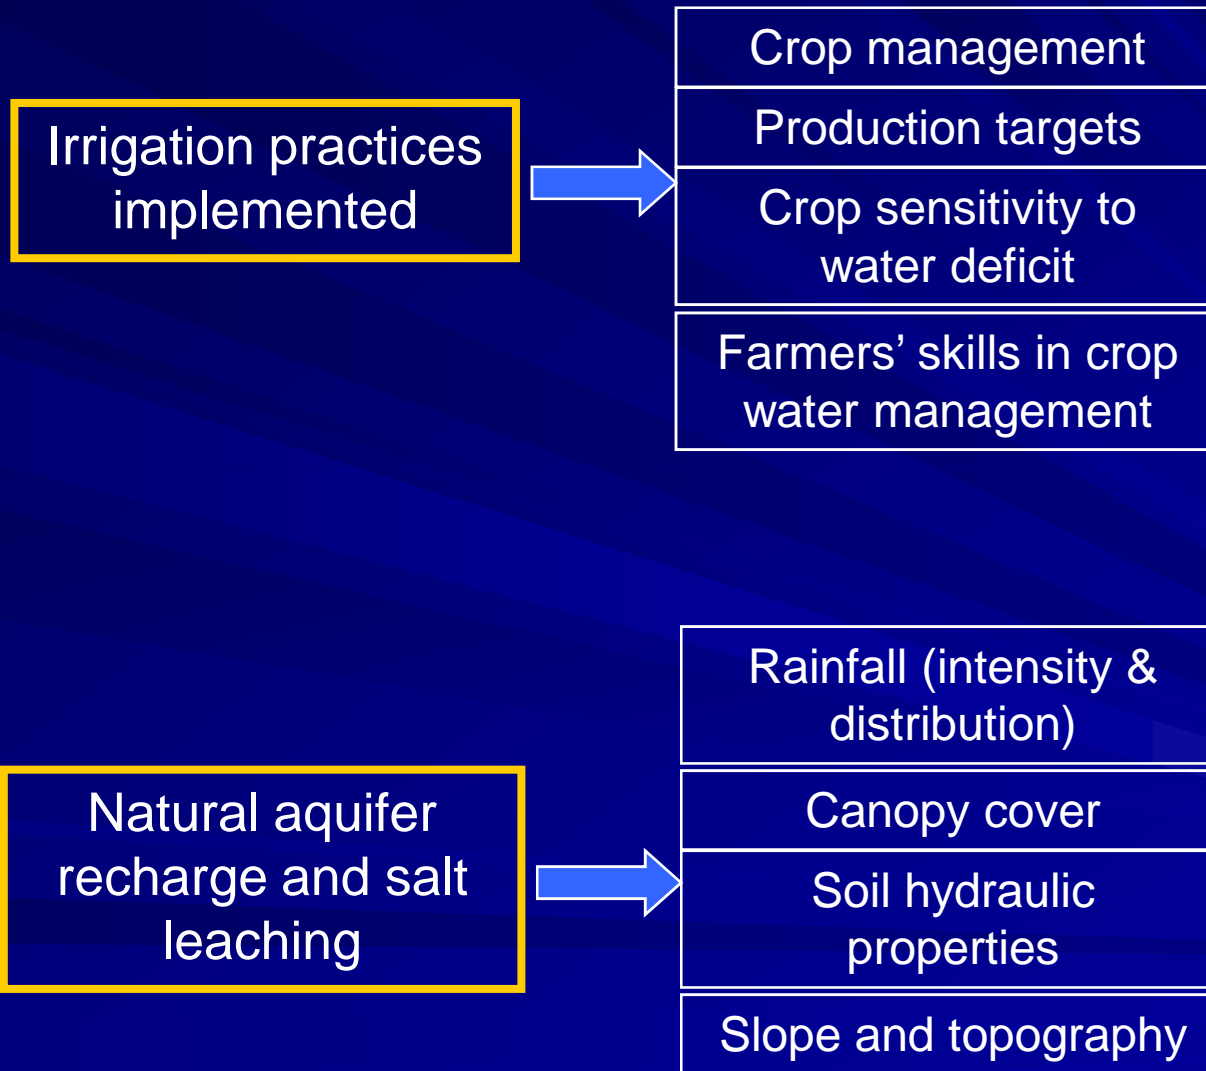 Irrigation practices
implemented
Crop management
Production targets
Crop sensitivity to
water deficit
Farmers’ skills in crop
water management
Natural aquifer
recharge and salt
leaching
Rainfall (intensity &
distribution)
Canopy cover
Soil hydraulic
properties
Slope and topography